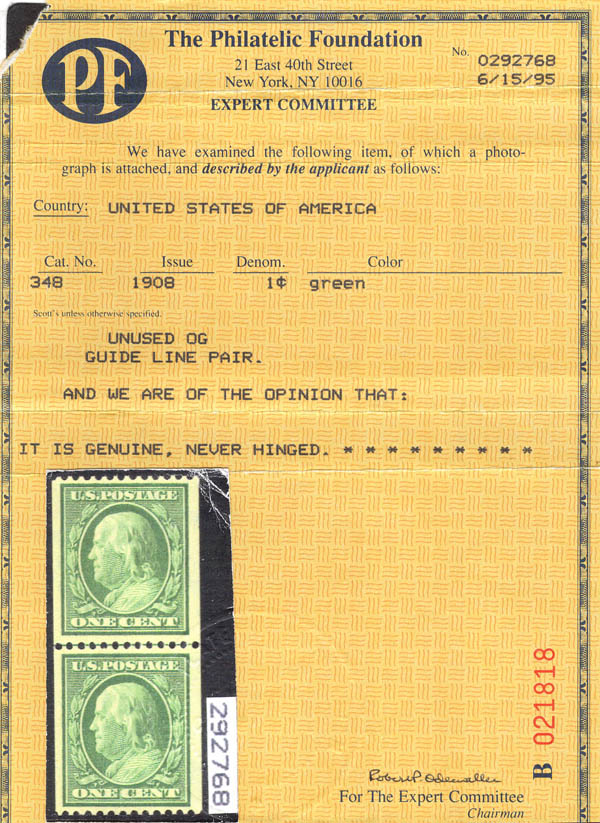 PF
The Philatelic Foundation
21 East 40th Street
New York, NY 10016
EXPERT COMMITTEE
No. 0292768
6/15/95
We have examined the following item, of which a photo-
graph is attached, and described by the applicant as follows:
Country: UNITED STATES OF AMERICA
Cat. No. Issue Denom. Color
348 1908 1¢ green
Scott's unless otherwise specified.
UNUSED OG
GUIDE LINE PAIR.
AND WE ARE OF THE OPINION THAT:
IT IS GENUINE, NEVER HINGED. * * * * * * * * *
U.S. POSTAGE
ONE CENT
U.S. POSTAGE
ONE CENT
292768
B 021818
Robert P. Odenweller
For The Expert Committee
Chairman